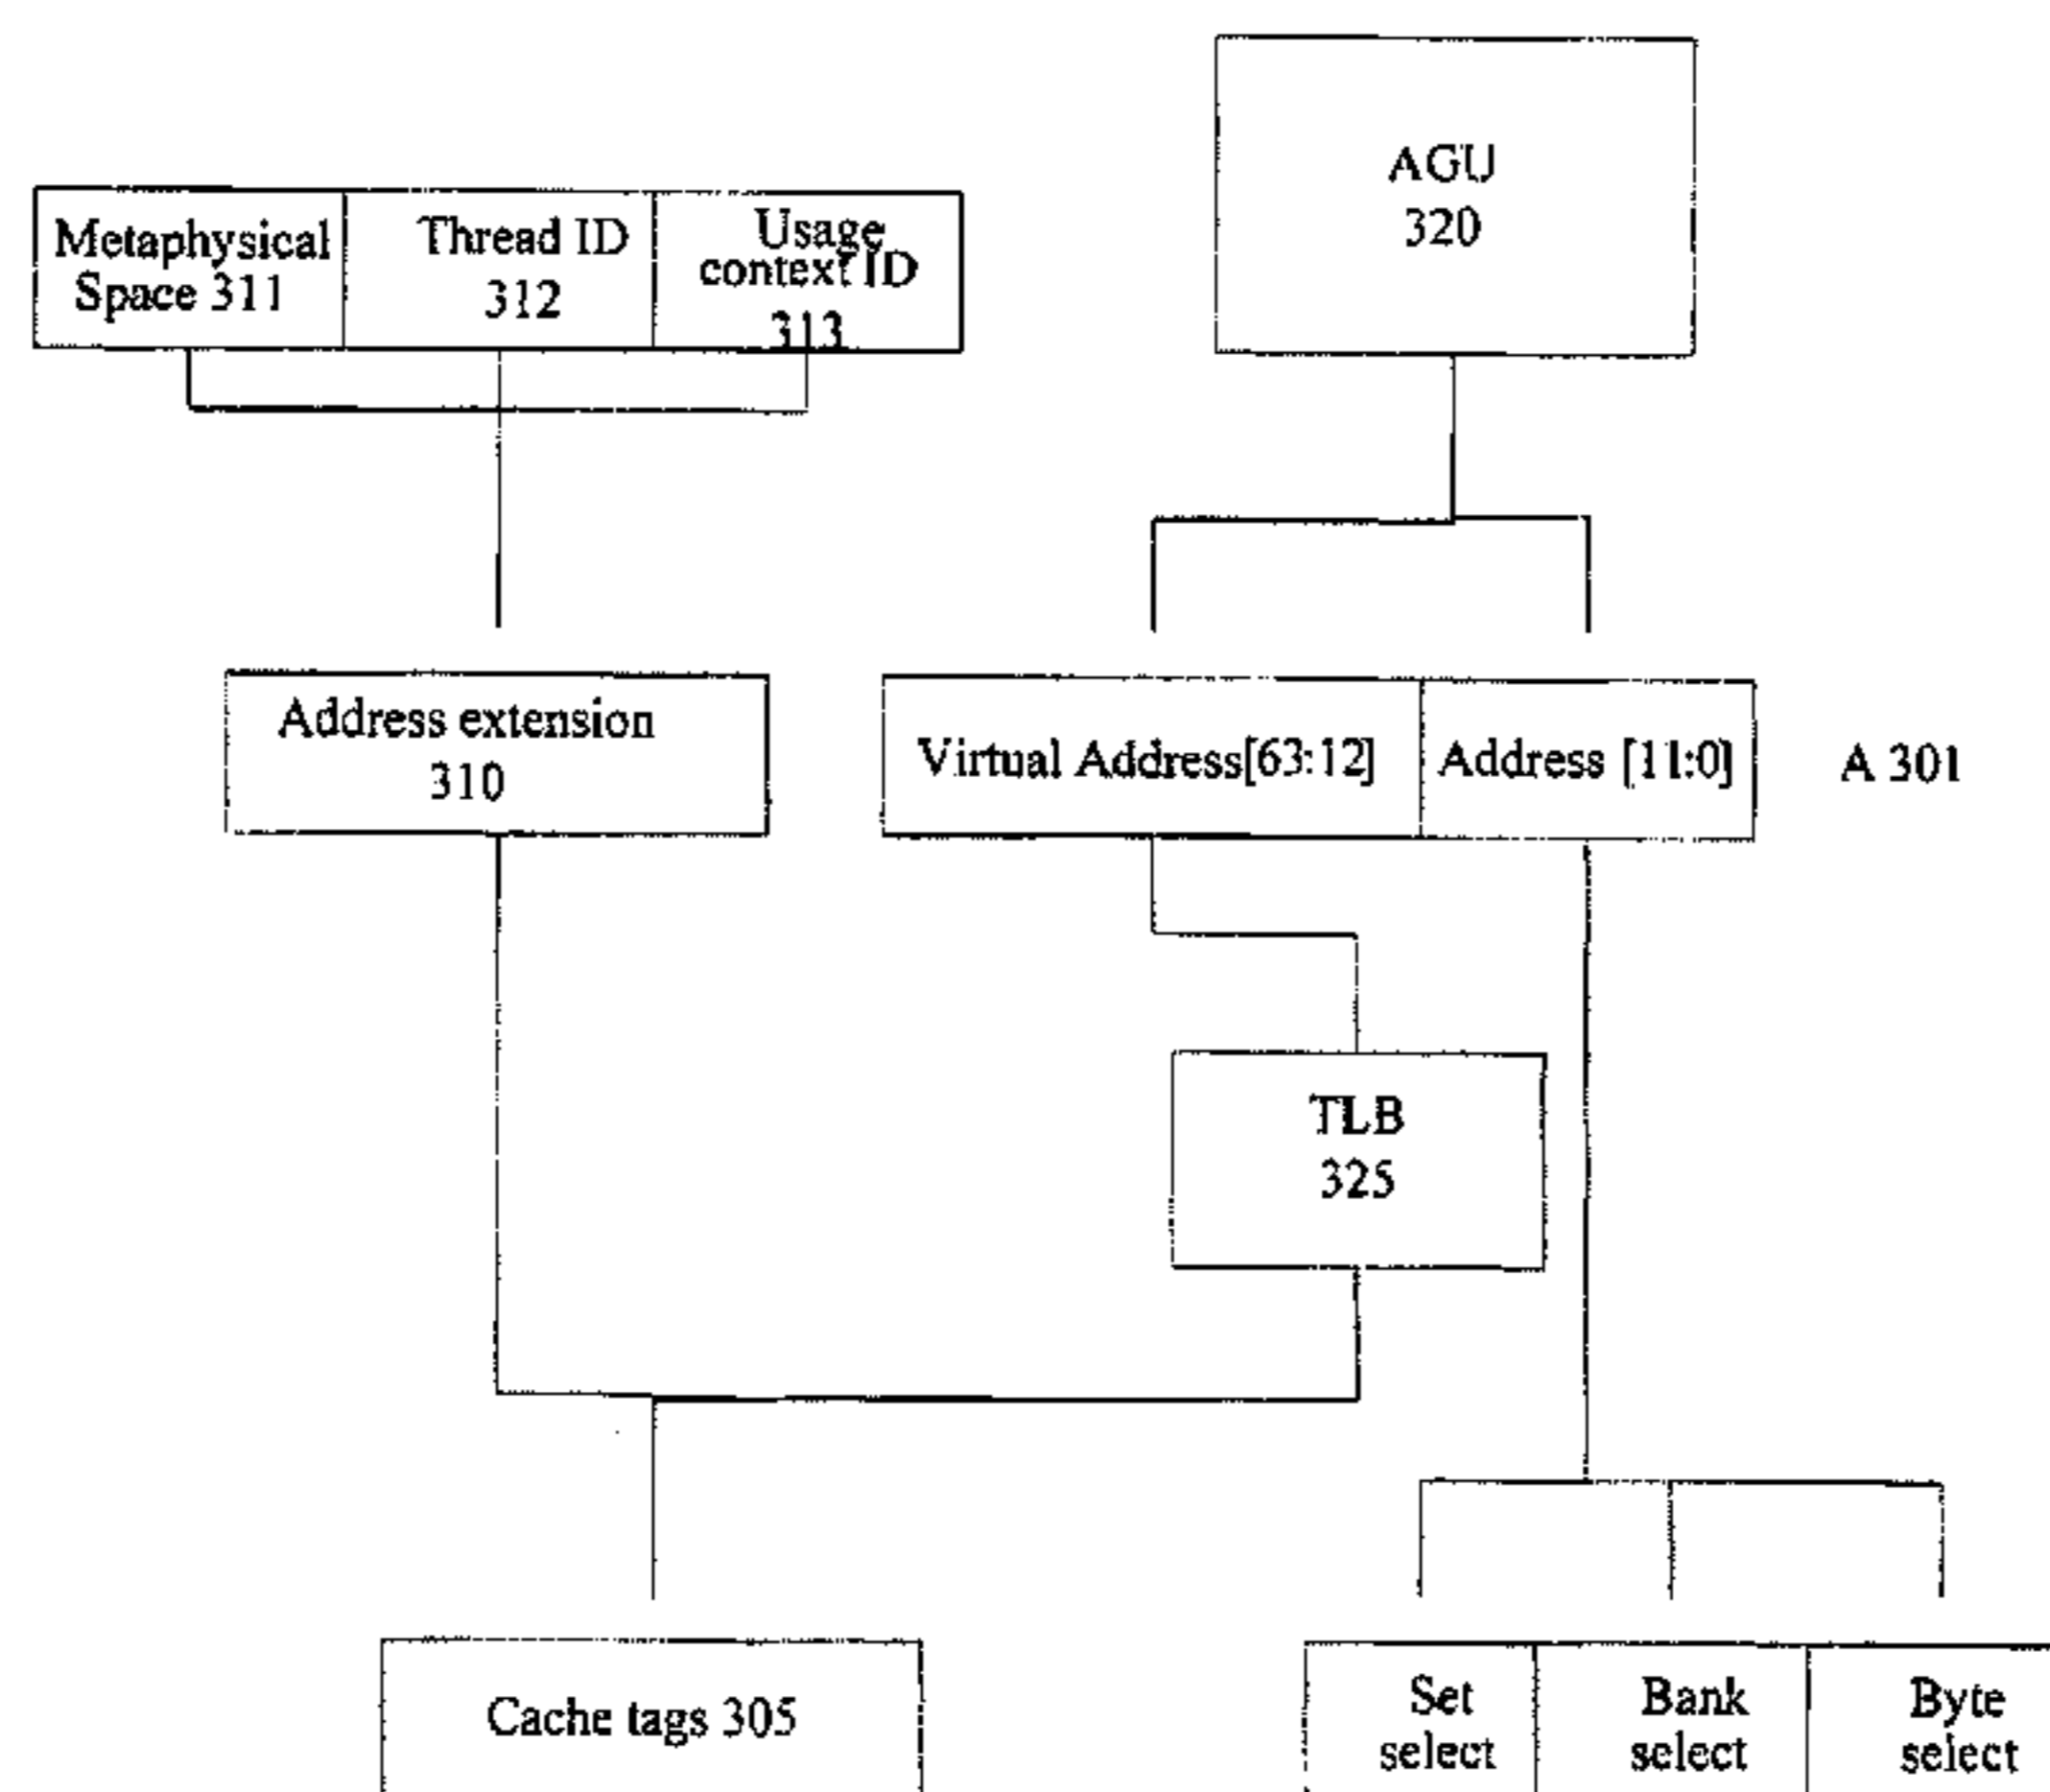 AGU
320
Metaphysical
Space 311
Thread ID
312
Usage
context ID
313
Address extension
310
Virtual Address[63:12]
Address [11:0]
A 301
TLB
325
Cache tags 305
Set
select
Bank
select
Byte
select